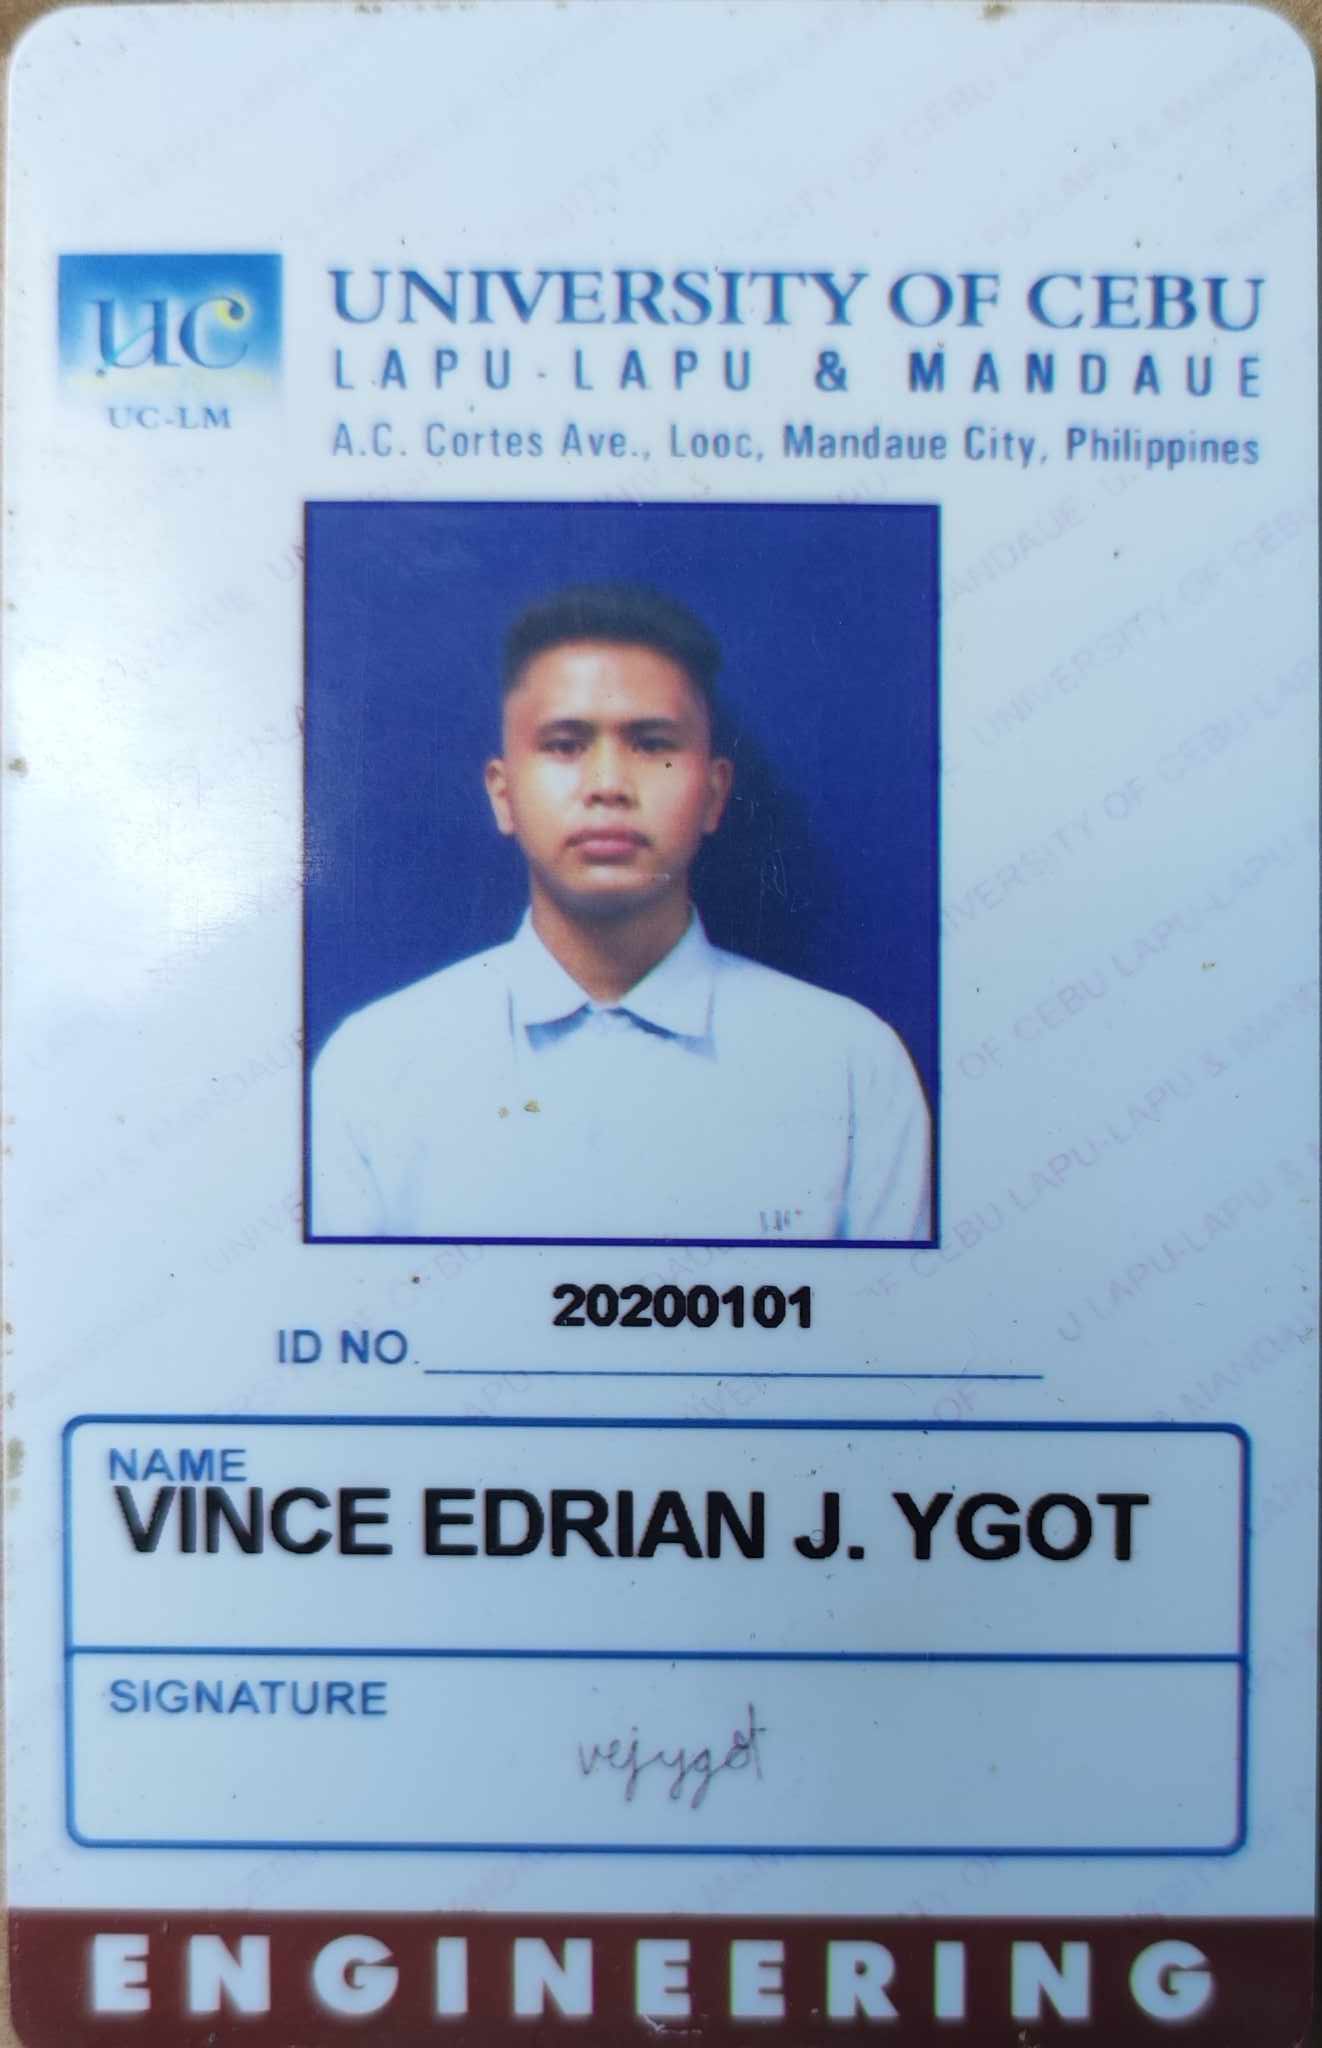 UC
UC-LM
UNIVERSITY OF CEBU
LAPU-LAPU & MANDAUE
A.C. Cortes Ave., Looc, Mandaue City, Philippines
20200101
ID NO.
NAME
VINCE EDRIAN J. YGOT
SIGNATURE
vejygot
ENGINEERING